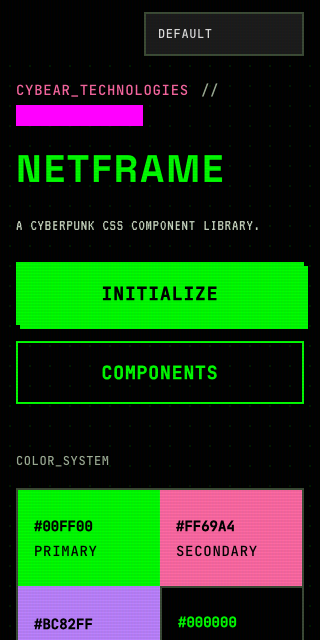 DEFAULT
CYBEAR_TECHNOLOGIES //
NETFRAME
A CYBERPUNK CSS COMPONENT LIBRARY.
INITIALIZE
COMPONENTS
COLOR_SYSTEM
#00FF00 #FF69A4
PRIMARY SECONDARY
#BC82FF #000000